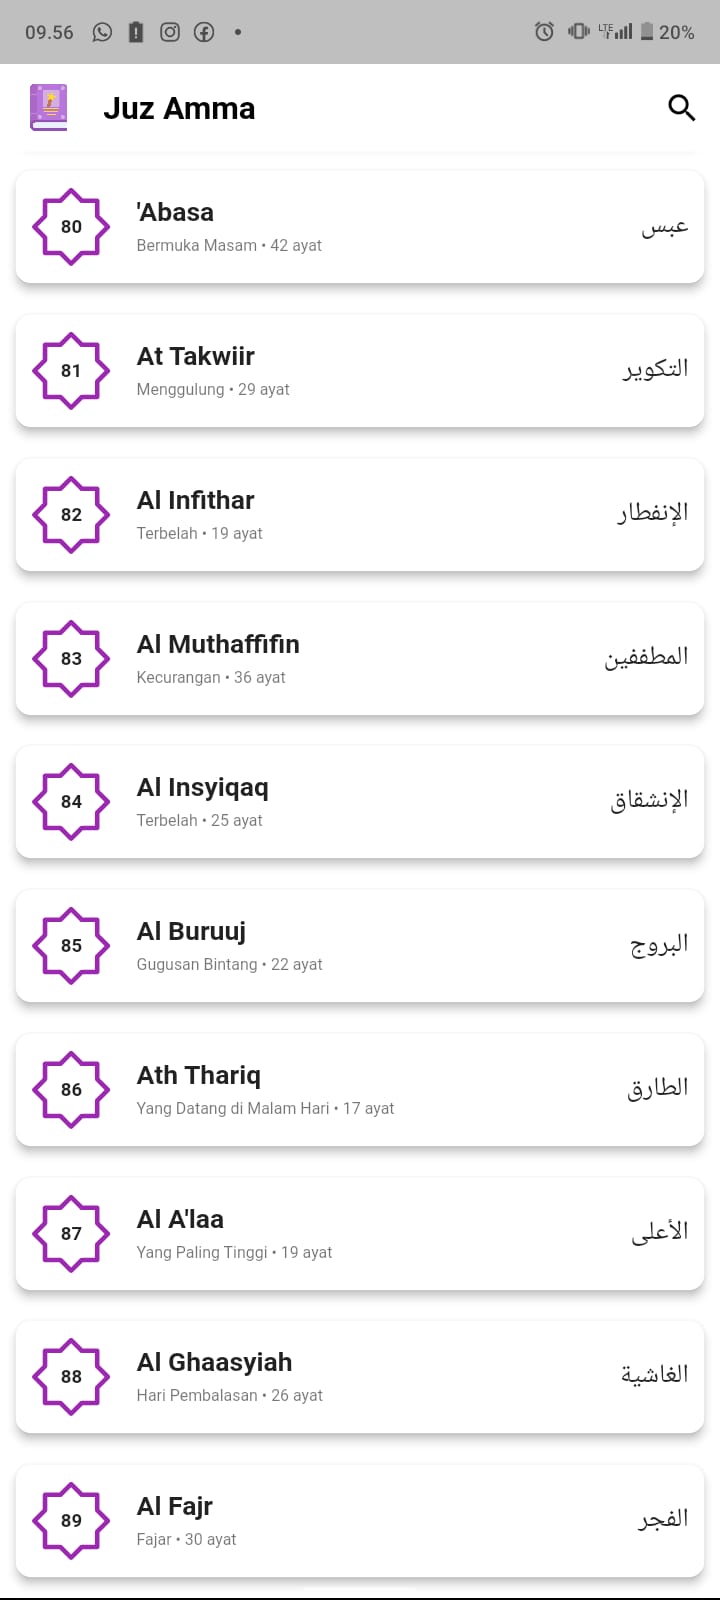 09.56 LTE 20%
Juz Amma
80 'Abasa عبس
Bermuka Masam • 42 ayat
81 At Takwiir التكوير
Menggulung • 29 ayat
82 Al Infithar الإنفطار
Terbelah • 19 ayat
83 Al Muthaffifin المطففين
Kecurangan • 36 ayat
84 Al Insyiqaq الإنشقاق
Terbelah • 25 ayat
85 Al Buruuj البروج
Gugusan Bintang • 22 ayat
86 Ath Thariq الطارق
Yang Datang di Malam Hari • 17 ayat
87 Al A'laa الأعلى
Yang Paling Tinggi • 19 ayat
88 Al Ghaasyiah الغاشية
Hari Pembalasan • 26 ayat
89 Al Fajr الفجر
Fajar • 30 ayat